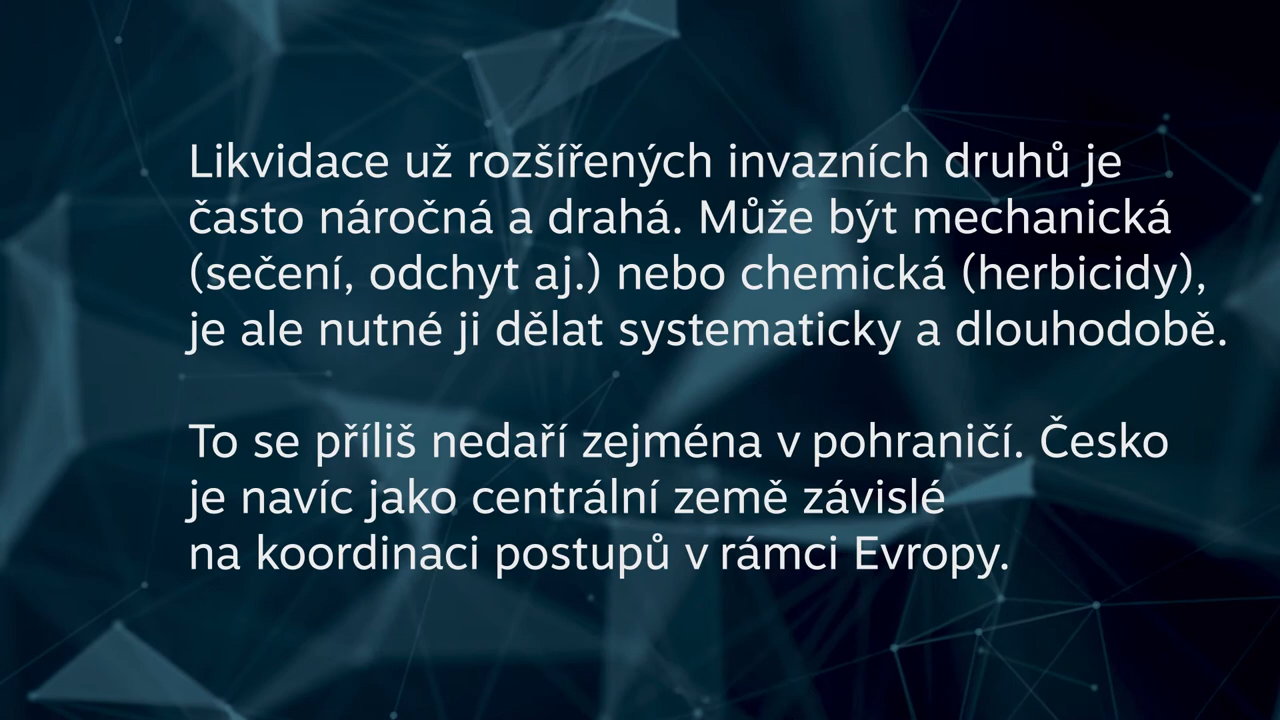 Likvidace už rozšířených invazních druhů je
často náročná a drahá. Může být mechanická
(sečení, odchyt aj.) nebo chemická (herbicidy),
je ale nutné ji dělat systematicky a dlouhodobě.
To se příliš nedaří zejména v pohraničí. Česko
je navíc jako centrální země závislé
na koordinaci postupů v rámci Evropy.